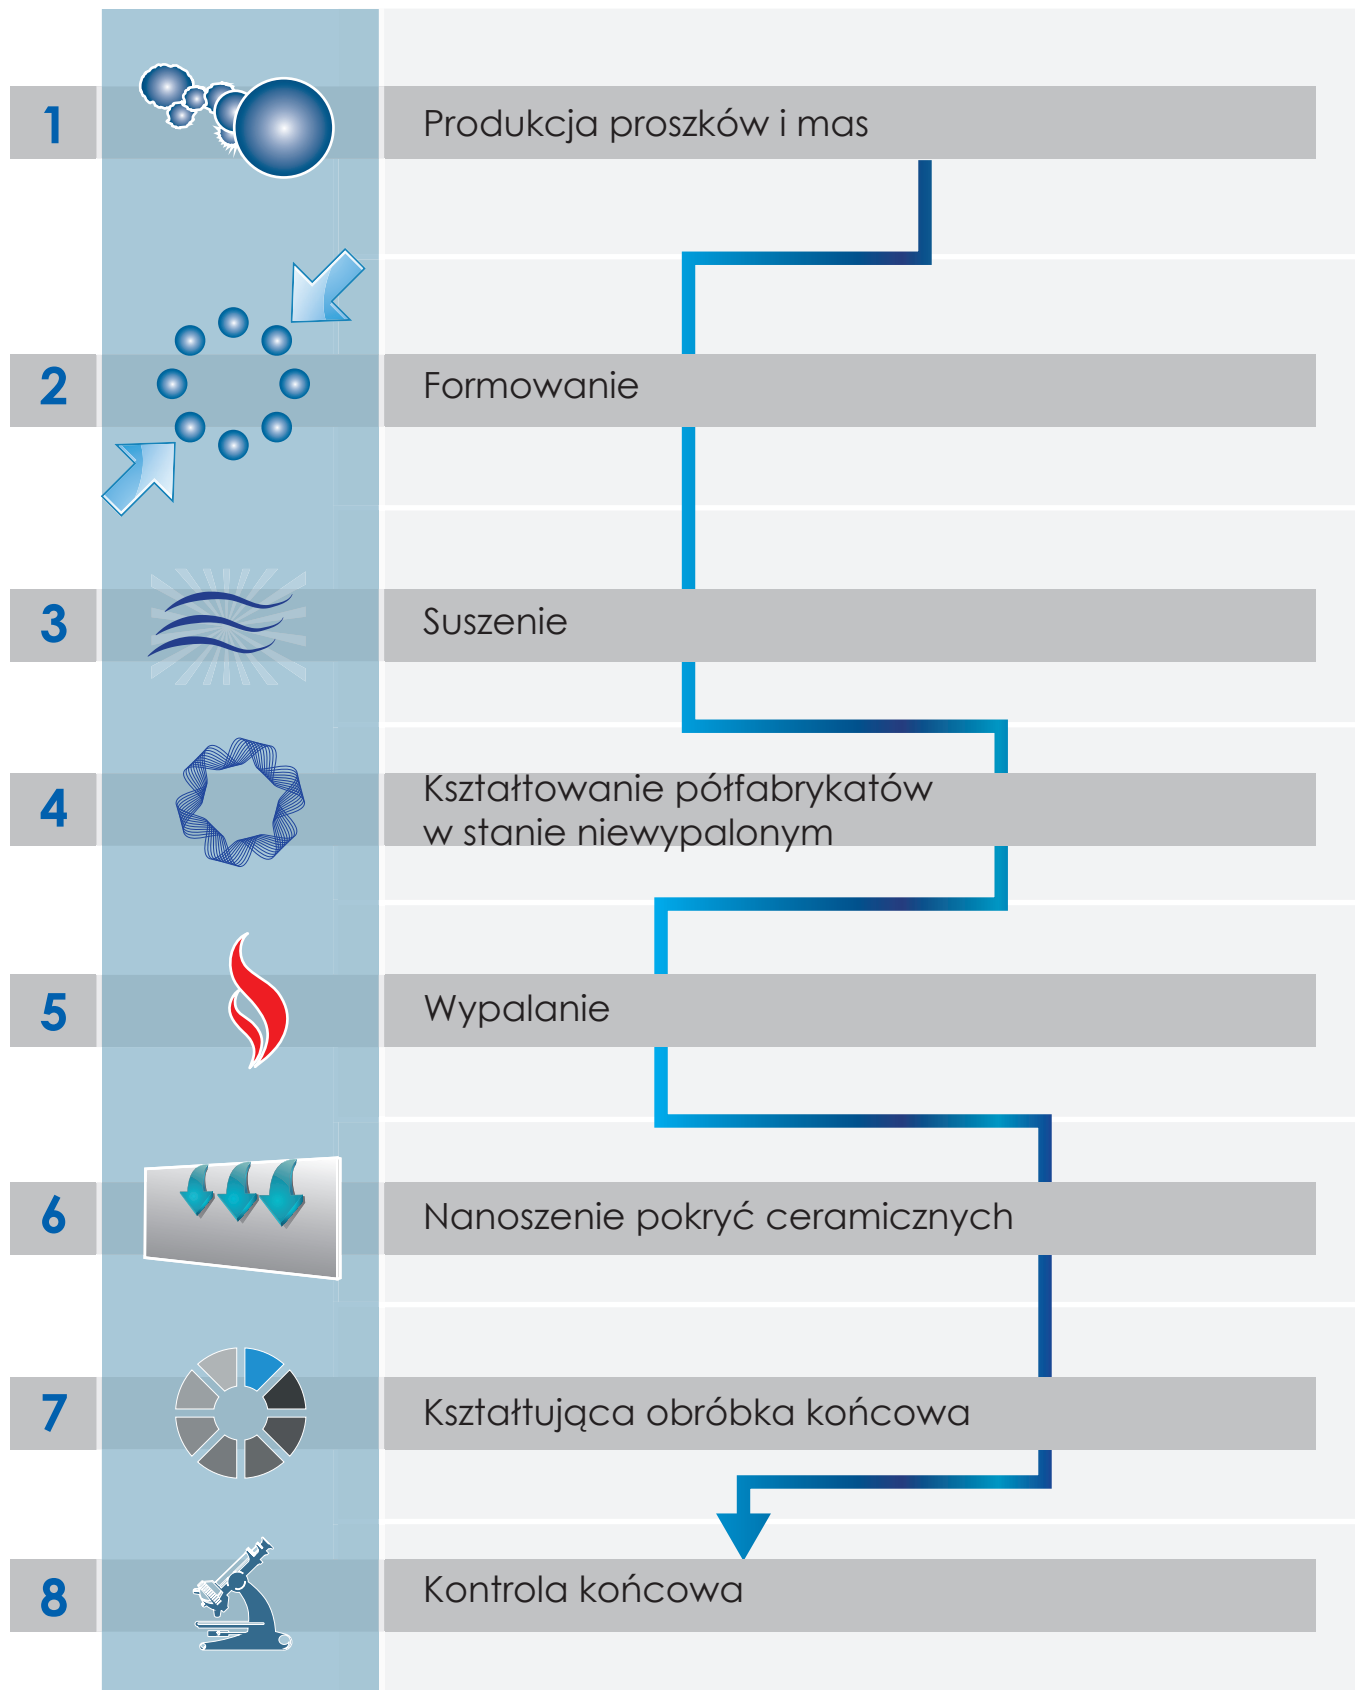 1
Produkcja proszków i mas
2
Formowanie
3
Suszenie
4
Kształtowanie półfabrykatów
w stanie niewypalonym
5
Wypalanie
6
Nanoszenie pokryć ceramicznych
7
Kształtująca obróbka końcowa
8
Kontrola końcowa